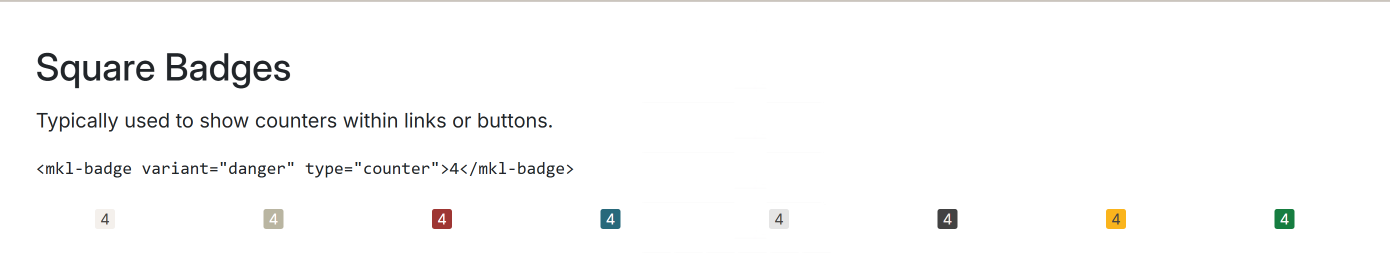 Square Badges
Typically used to show counters within links or buttons.
<mkl-badge variant="danger" type="counter">4</mkl-badge>
4 4 4 4 4 4 4 4